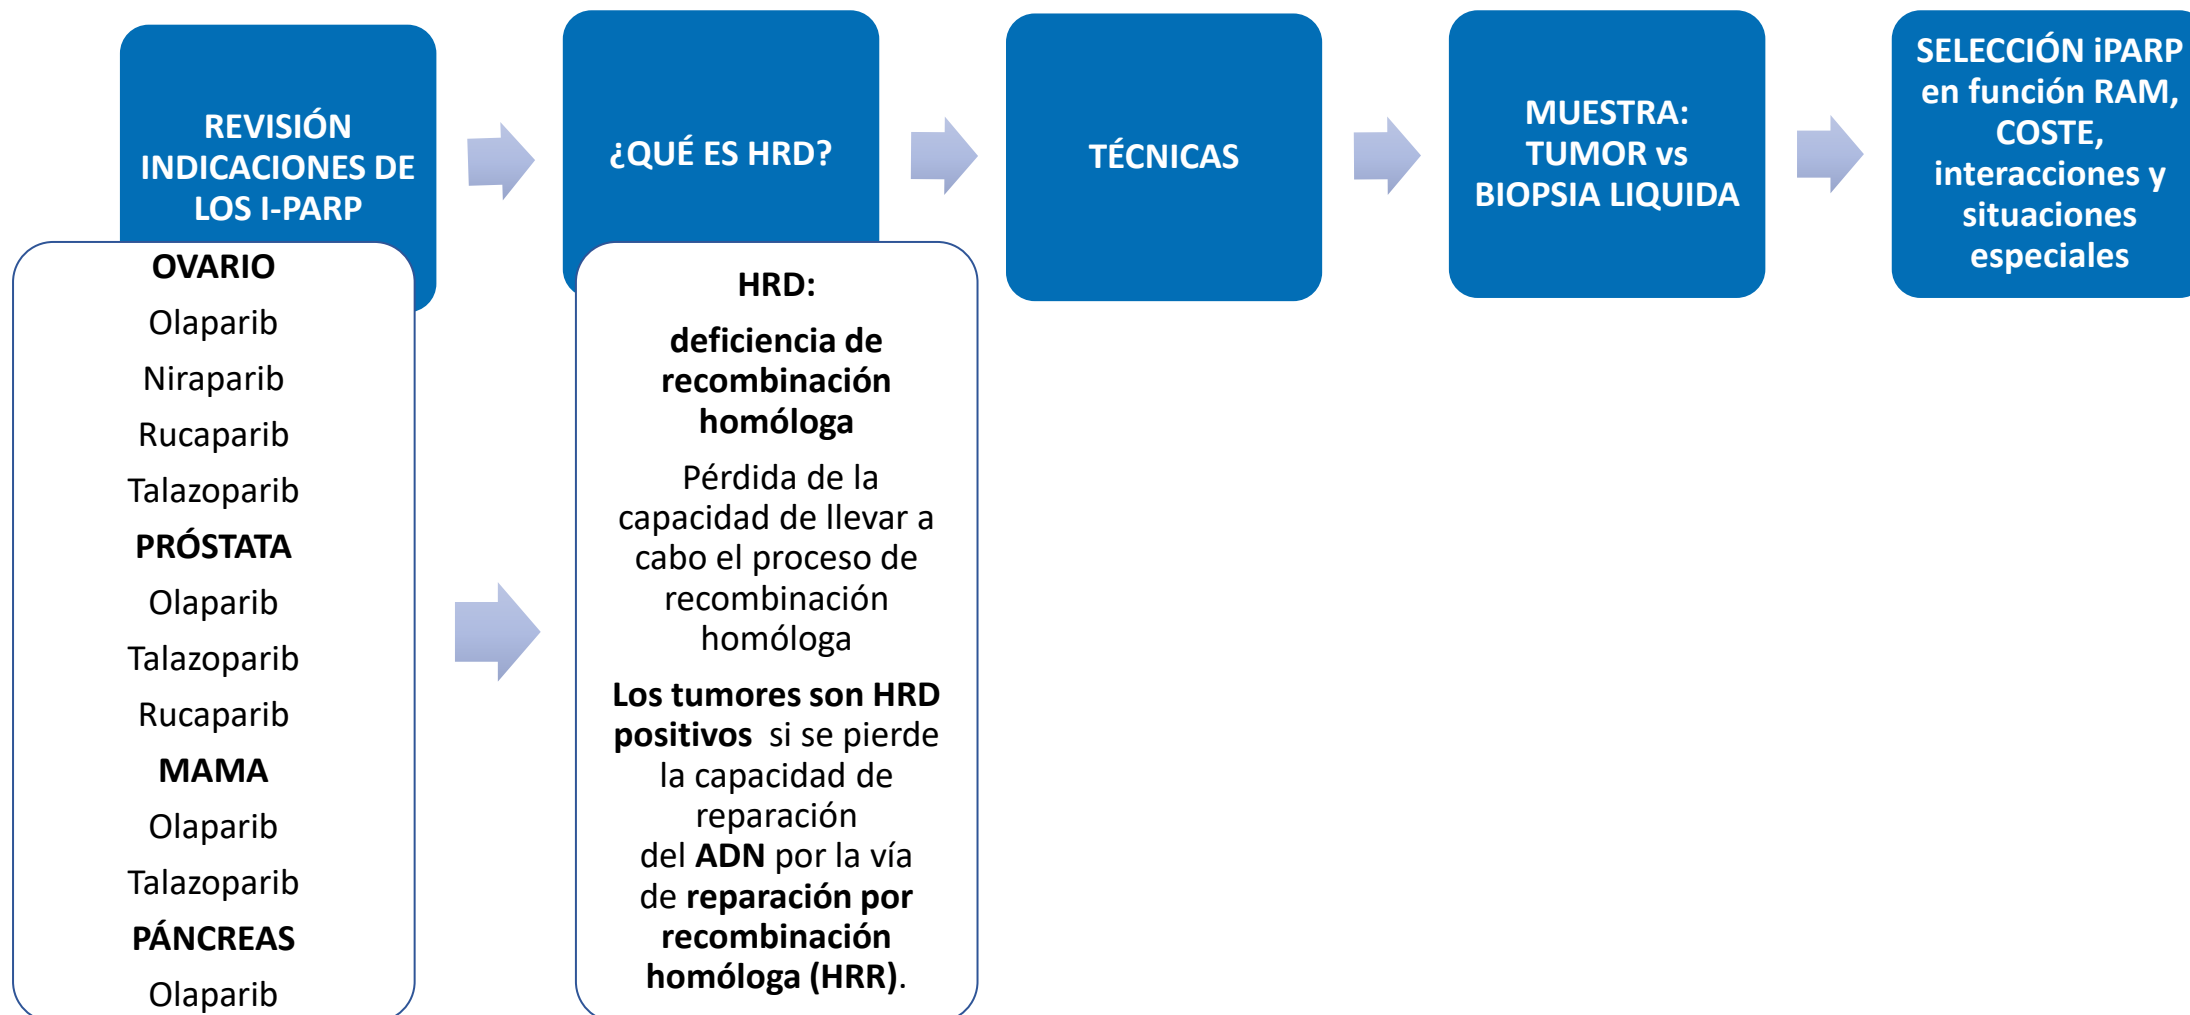 REVISIÓN
INDICACIONES DE
LOS I-PARP
OVARIO
Olaparib
Niraparib
Rucaparib
Talazoparib
PRÓSTATA
Olaparib
Talazoparib
Rucaparib
MAMA
Olaparib
Talazoparib
PÁNCREAS
Olaparib
¿QUÉ ES HRD?
HRD:
deficiencia de
recombinación
homóloga
Pérdida de la
capacidad de llevar a
cabo el proceso de
recombinación
homóloga
Los tumores son HRD
positivos si se pierde
la capacidad de
reparación
del ADN por la vía
de reparación por
recombinación
homóloga (HRR).
TÉCNICAS
MUESTRA:
TUMOR vs
BIOPSIA LIQUIDA
SELECCIÓN iPARP
en función RAM,
COSTE,
interacciones y
situaciones
especiales